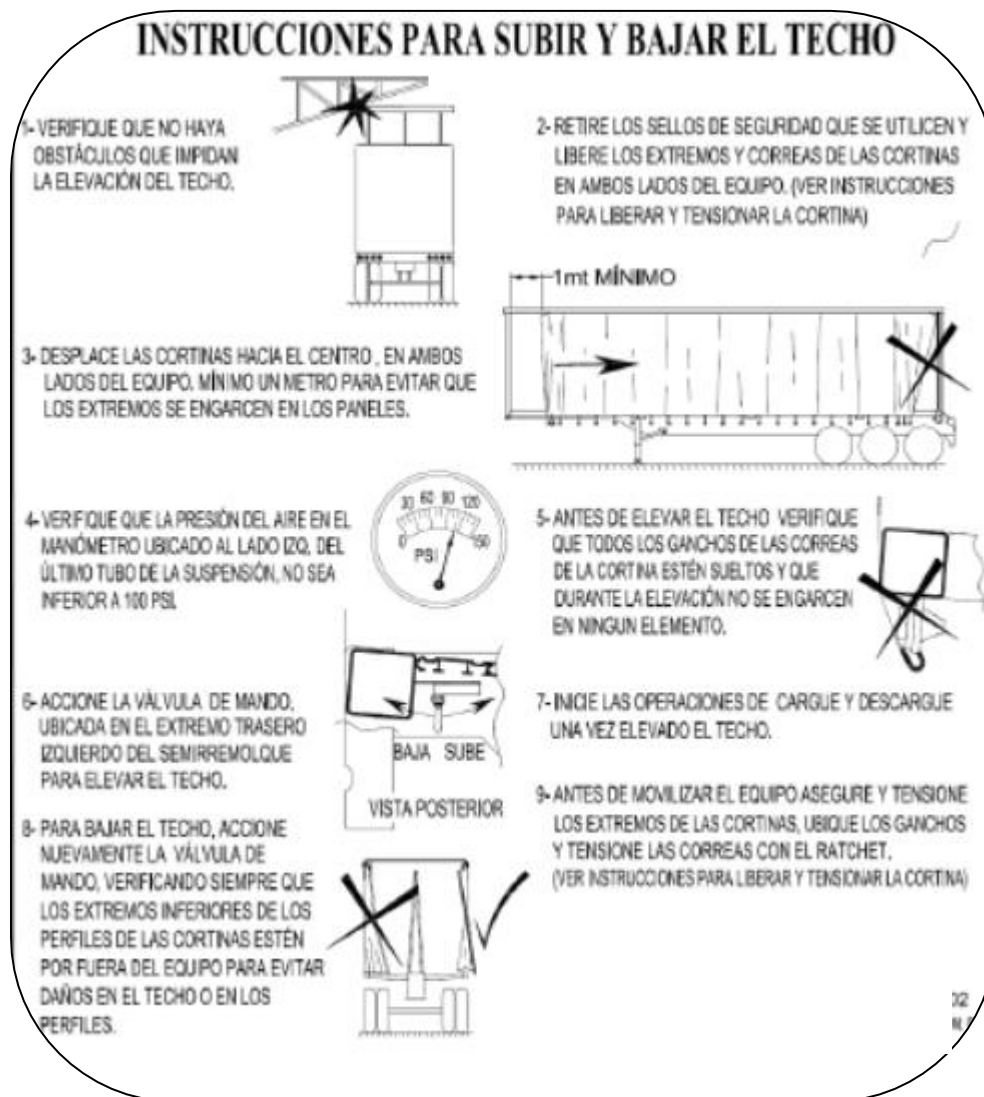 INSTRUCCIONES PARA SUBIR Y BAJAR EL TECHO
1- VERIFIQUE QUE NO HAYA
OBSTÁCULOS QUE IMPIDAN
LA ELEVACIÓN DEL TECHO.
2- RETIRE LOS SELLOS DE SEGURIDAD QUE SE UTILICEN Y
LIBERE LOS EXTREMOS Y CORREAS DE LAS CORTINAS
EN AMBOS LADOS DEL EQUIPO. (VER INSTRUCCIONES
PARA LIBERAR Y TENSIONAR LA CORTINA)
1mt MÍNIMO
3- DESPLACE LAS CORTINAS HACIA EL CENTRO , EN AMBOS
LADOS DEL EQUIPO. MÍNIMO UN METRO PARA EVITAR QUE
LOS EXTREMOS SE ENGARCEN EN LOS PANELES.
4- VERIFIQUE QUE LA PRESIÓN DEL AIRE EN EL
MANÓMETRO UBICADO AL LADO IZQ. DEL
ÚLTIMO TUBO DE LA SUSPENSIÓN, NO SEA
INFERIOR A 100 PSI.
0 30 60 90 120 150
PSI
5- ANTES DE ELEVAR EL TECHO VERIFIQUE
QUE TODOS LOS GANCHOS DE LAS CORREAS
DE LA CORTINA ESTÉN SUELTOS Y QUE
DURANTE LA ELEVACIÓN NO SE ENGARCEN
EN NINGUN ELEMENTO.
6- ACCIONE LA VÁLVULA DE MANDO,
UBICADA EN EL EXTREMO TRASERO
IZQUIERDO DEL SEMIRREMOLQUE
PARA ELEVAR EL TECHO.
BAJA SUBE
VISTA POSTERIOR
7- INICIE LAS OPERACIONES DE CARGUE Y DESCARGUE
UNA VEZ ELEVADO EL TECHO.
8- PARA BAJAR EL TECHO, ACCIONE
NUEVAMENTE LA VÁLVULA DE
MANDO, VERIFICANDO SIEMPRE QUE
LOS EXTREMOS INFERIORES DE LOS
PERFILES DE LAS CORTINAS ESTÉN
POR FUERA DEL EQUIPO PARA EVITAR
DAÑOS EN EL TECHO O EN LOS
PERFILES.
9- ANTES DE MOVILIZAR EL EQUIPO ASEGURE Y TENSIONE
LOS EXTREMOS DE LAS CORTINAS, UBIQUE LOS GANCHOS
Y TENSIONE LAS CORREAS CON EL RATCHET.
(VER INSTRUCCIONES PARA LIBERAR Y TENSIONAR LA CORTINA)
02